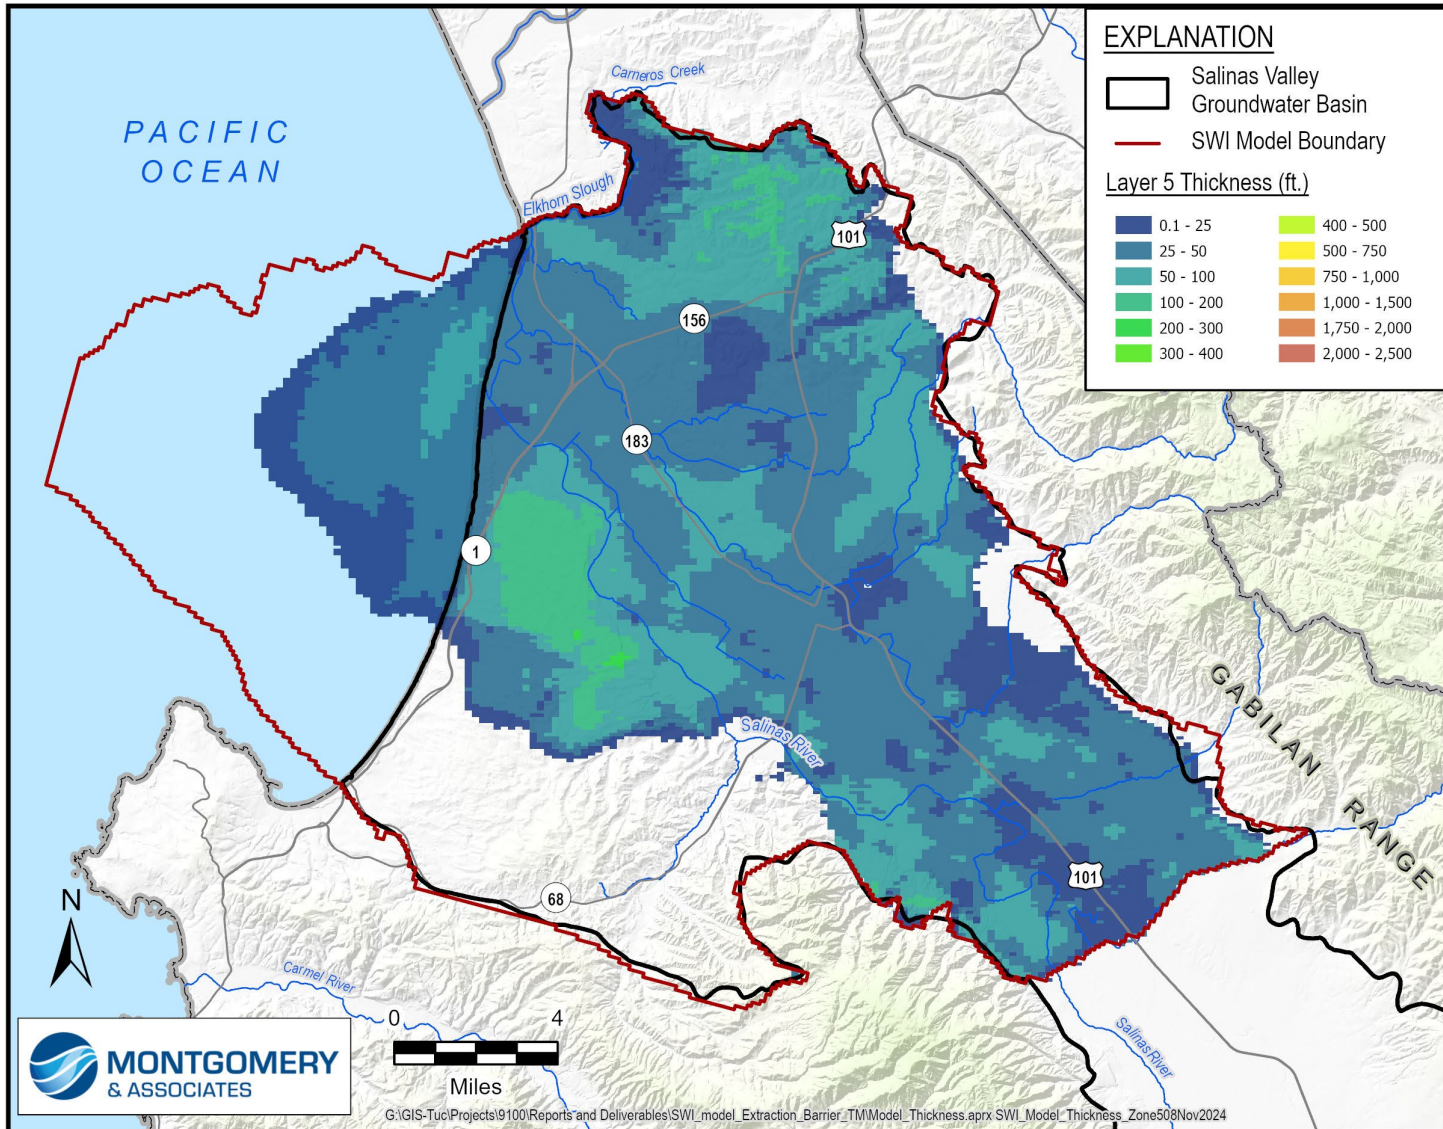 PACIFIC
OCEAN
Carneros Creek
Elkhorn Slough
101
156
183
1
Salinas River
68
101
GABILAN
RANGE
Carmel River
Salinas River
N
0 4
Miles
MONTGOMERY
& ASSOCIATES
G:\GIS-Tuc\Projects\9100\Reports and Deliverables\SWI_model_Extraction_Barrier_TM\Model_Thickness.aprx SWI_Model_Thickness_Zone508Nov2024
EXPLANATION
Salinas Valley
Groundwater Basin
SWI Model Boundary
Layer 5 Thickness (ft.)
0.1 - 25
25 - 50
50 - 100
100 - 200
200 - 300
300 - 400
400 - 500
500 - 750
750 - 1,000
1,000 - 1,500
1,750 - 2,000
2,000 - 2,500